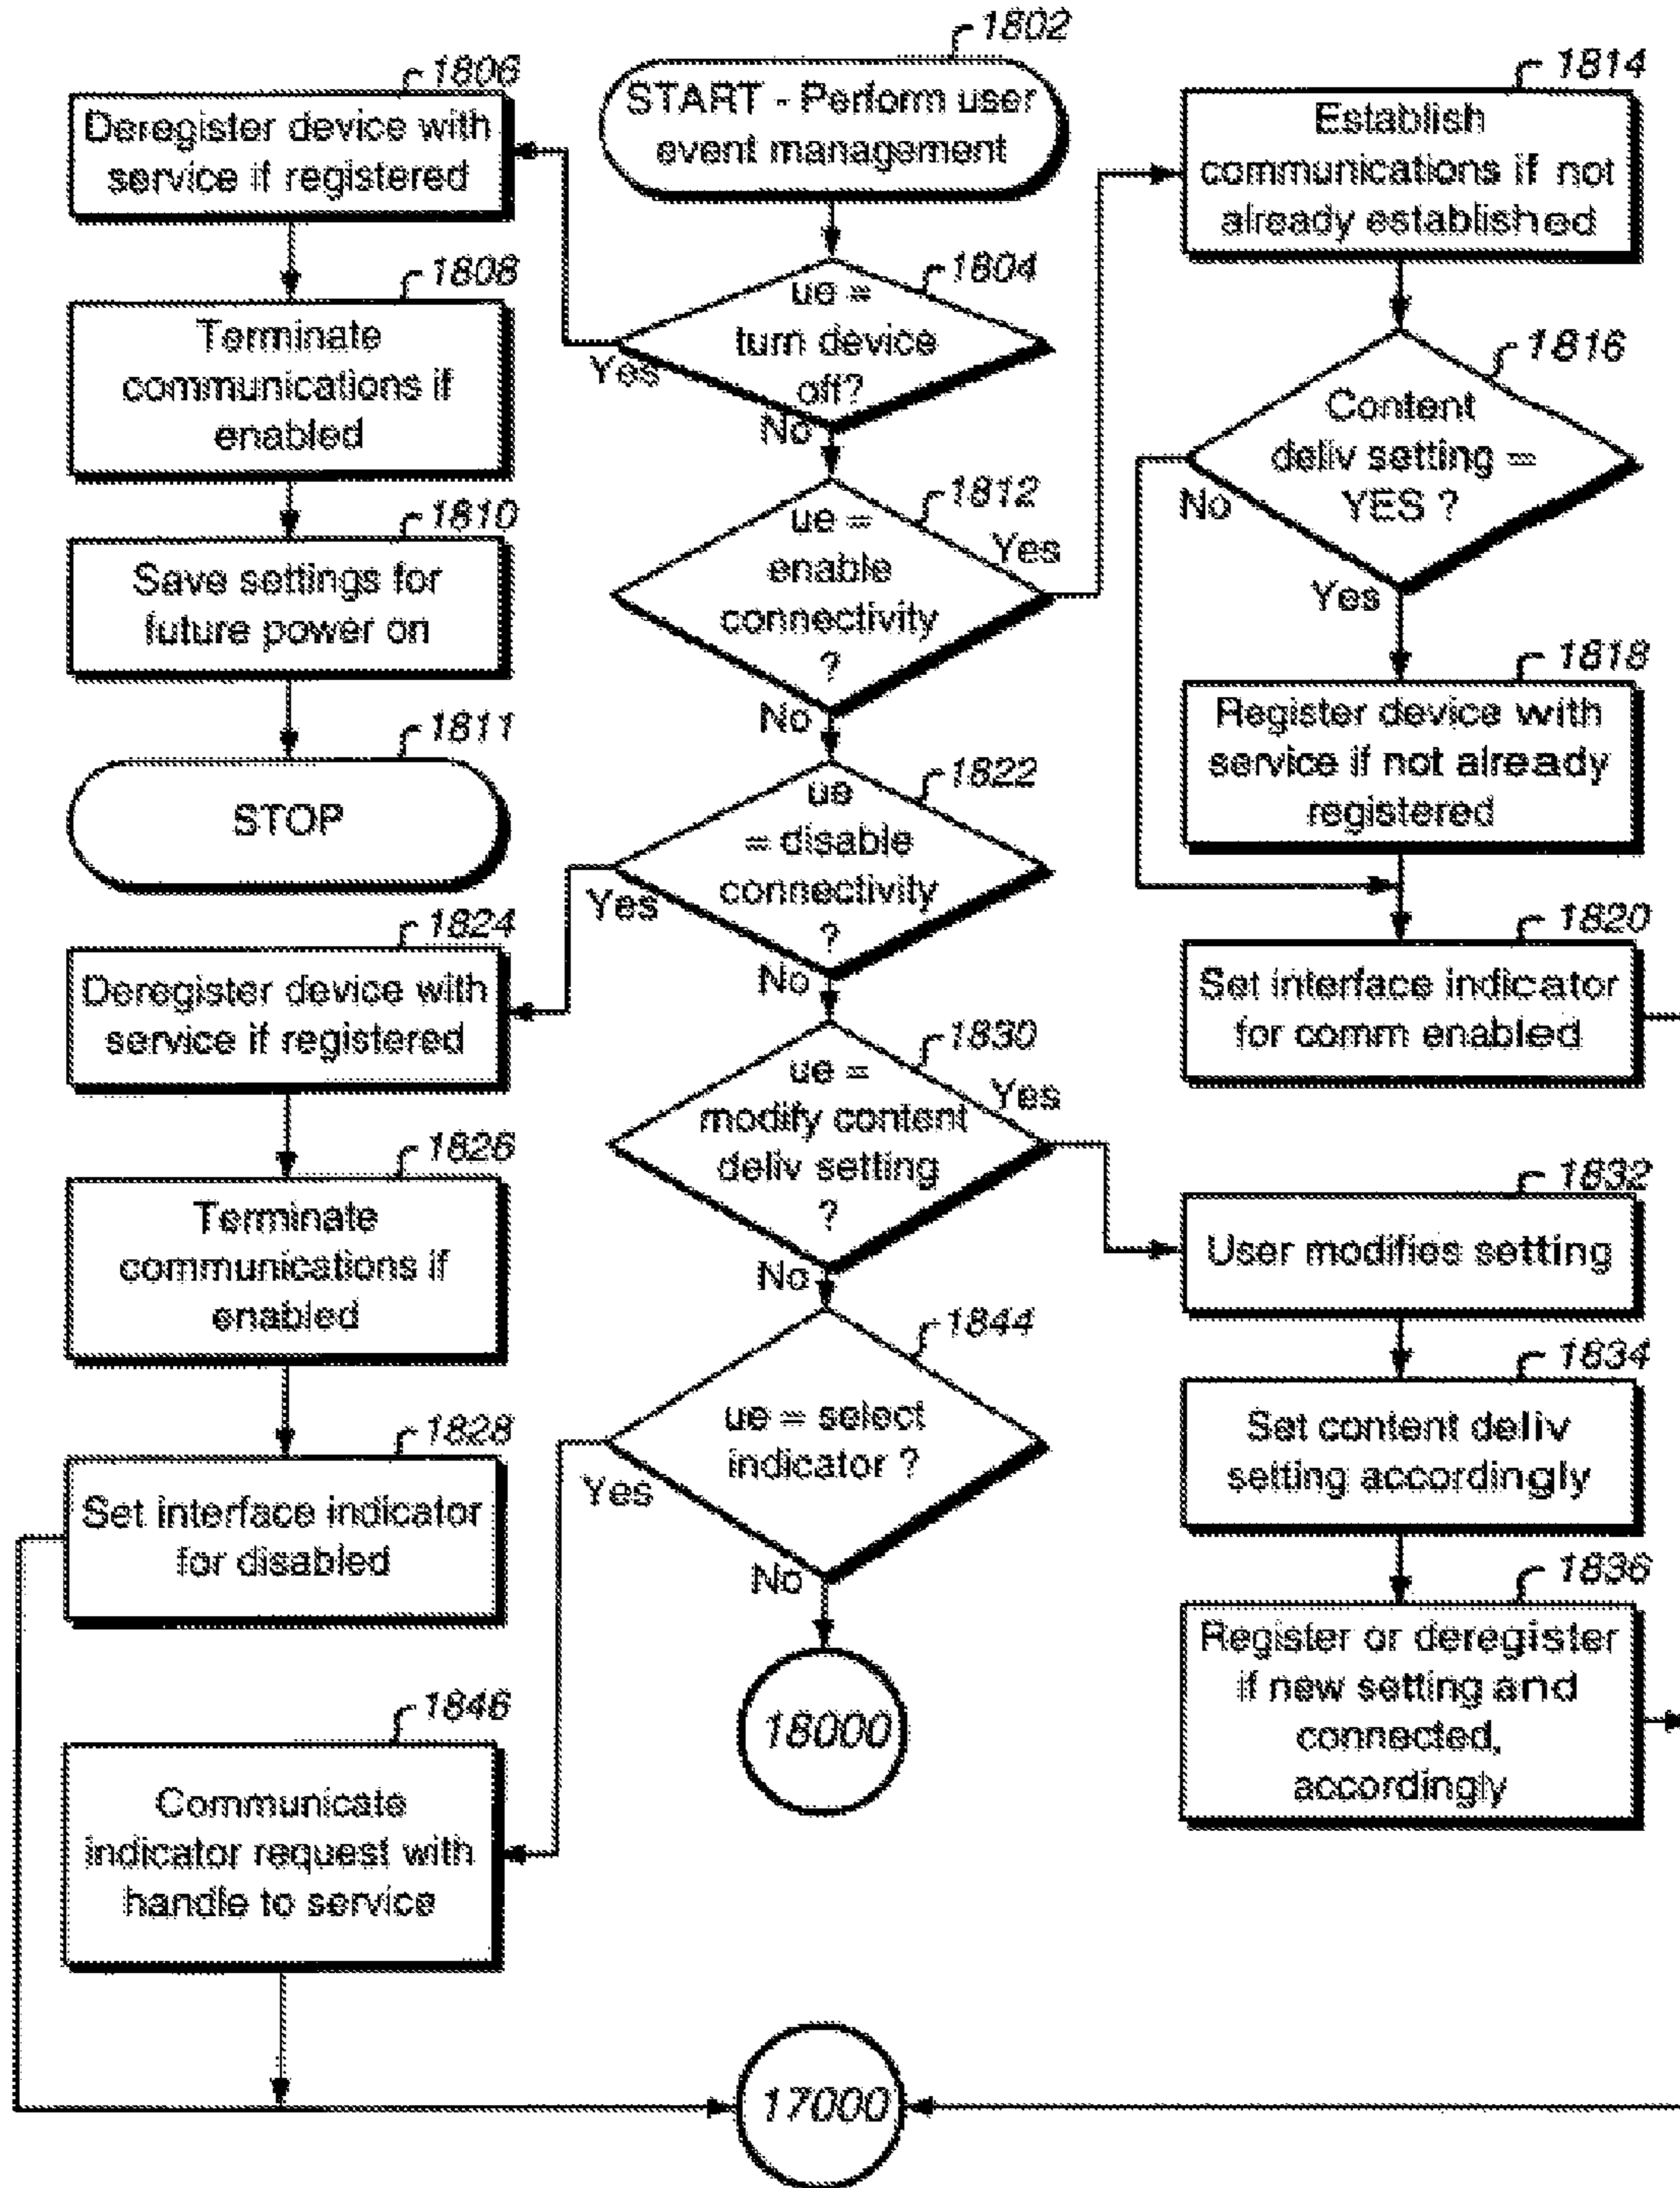 1802
START - Perform user
event management
1804
ue =
turn device
off?
Yes
No
1806
Deregister device with
service if registered
1808
Terminate
communications if
enabled
1810
Save settings for
future power on
1811
STOP
1812
ue =
enable
connectivity
?
Yes
No
1814
Establish
communications if not
already established
1816
Content
deliv setting =
YES ?
No
Yes
1818
Register device with
service if not already
registered
1820
Set interface indicator
for comm enabled
1822
ue
= disable
connectivity
?
Yes
No
1824
Deregister device with
service if registered
1826
Terminate
communications if
enabled
1828
Set interface indicator
for disabled
1830
ue =
modify content
deliv setting
?
Yes
No
1832
User modifies setting
1834
Set content deliv
setting accordingly
1836
Register or deregister
if new setting and
connected,
accordingly
1844
ue = select
indicator ?
Yes
No
1846
Communicate
indicator request with
handle to service
18000
17000